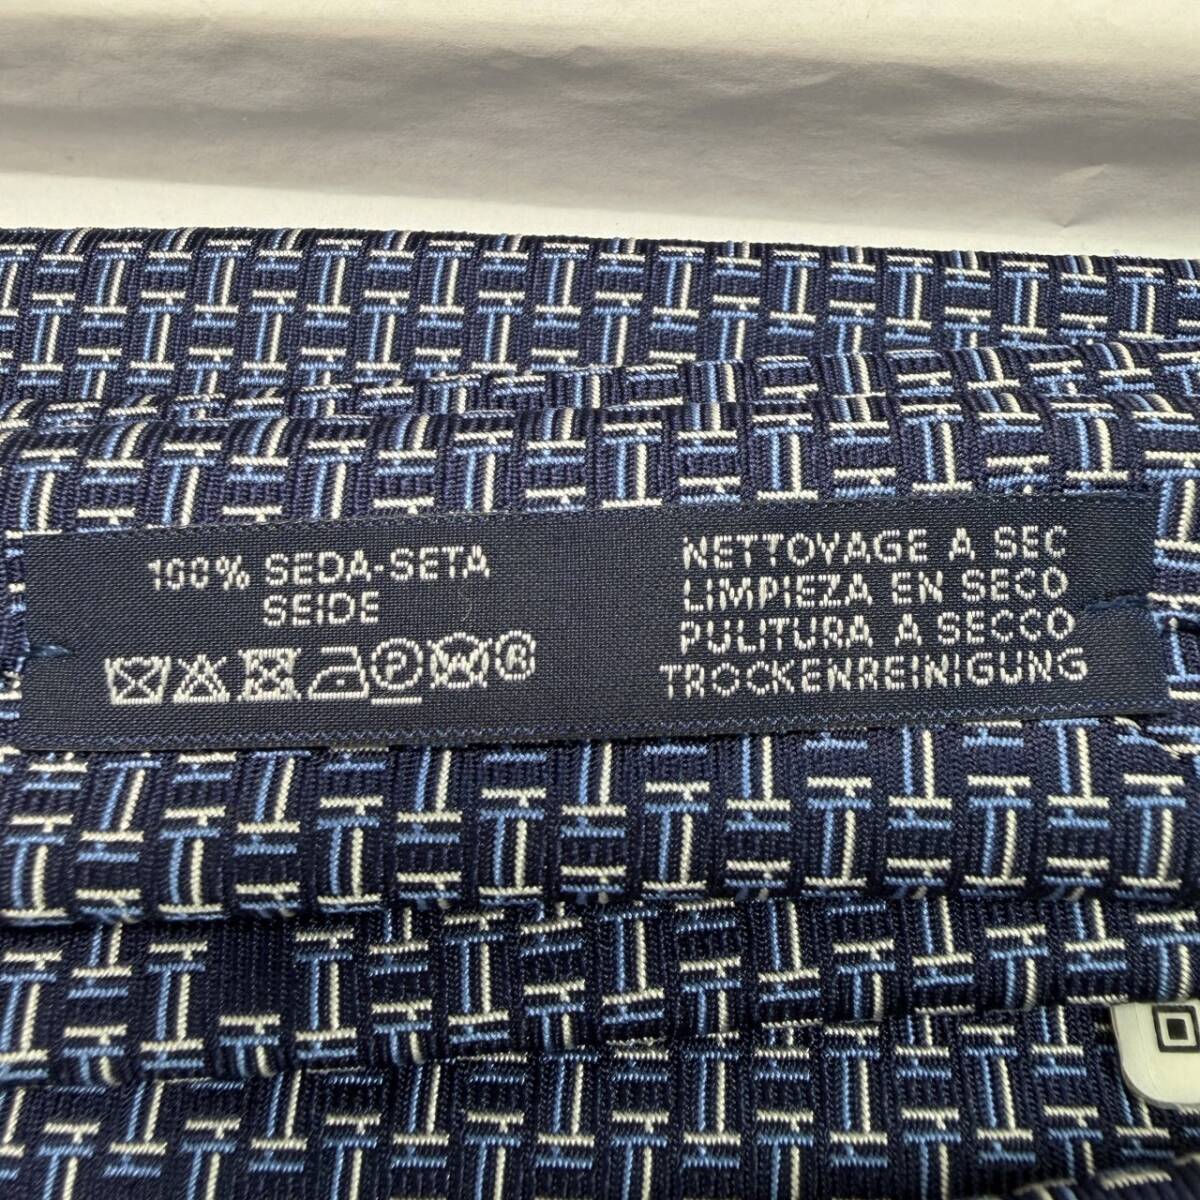 100% SEDA-SETA
SEIDE
P W R
NETTOYAGE A SEC
LIMPIEZA EN SECO
PULITURA A SECCO
TROCKENREINIGUNG